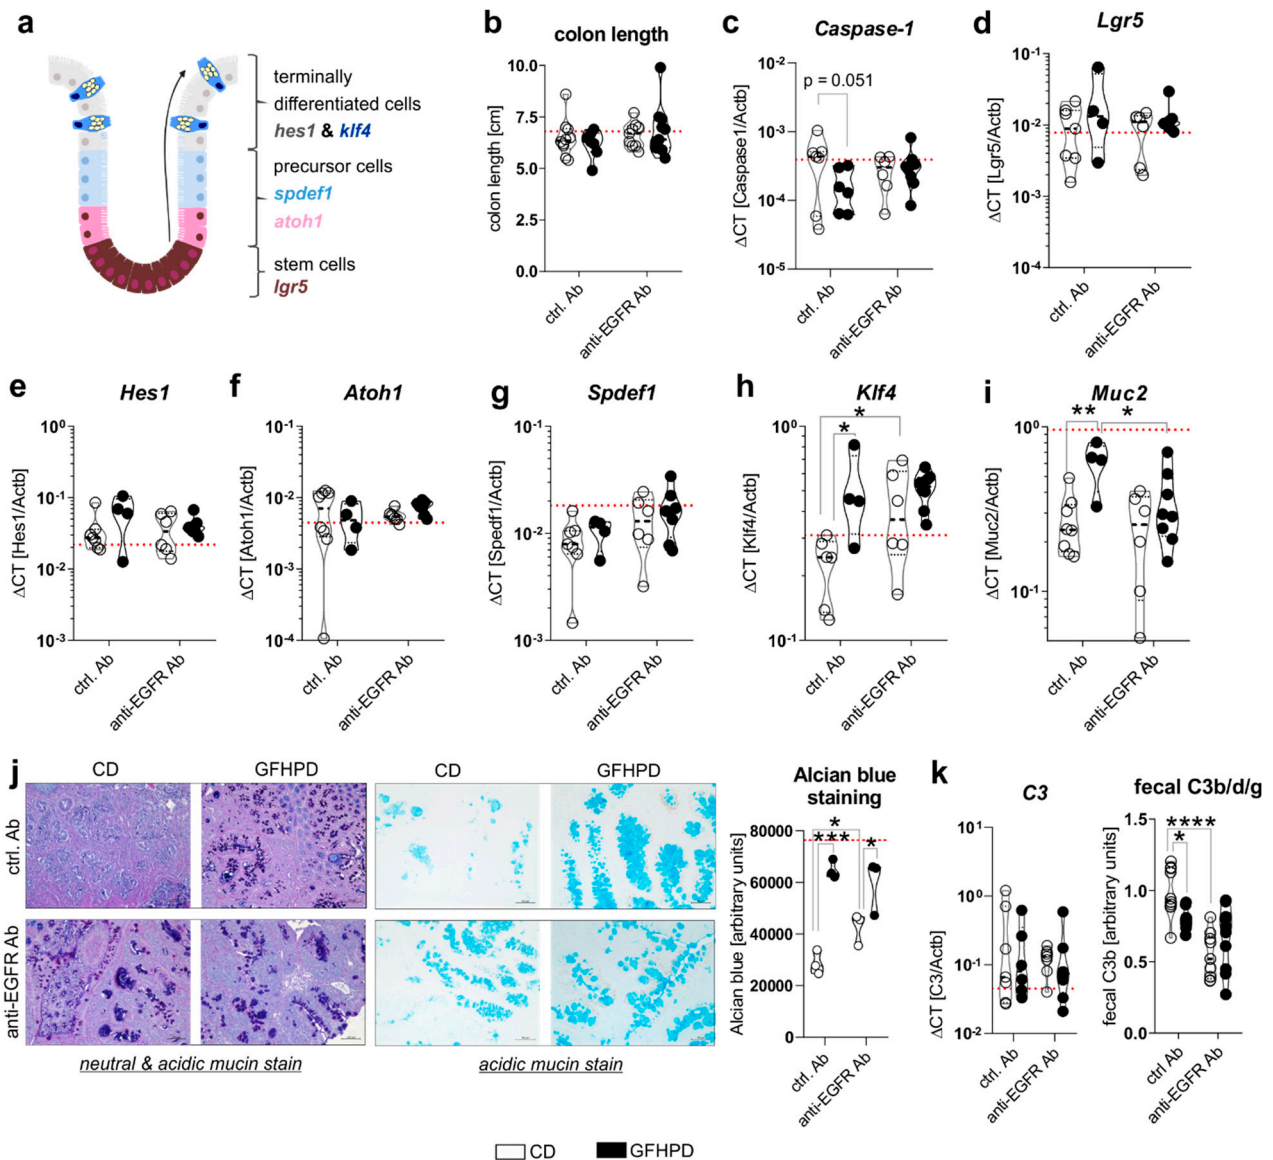 a
terminally
differentiated cells
hes1 & klf4
precursor cells
spdef1
atoh1
stem cells
lgr5
b
colon length
colon length [cm]
10.0
7.5
5.0
2.5
0.0
ctrl. Ab
anti-EGFR Ab
c
Caspase-1
ΔCT [Caspase1/Actb]
p = 0.051
10-2
10-3
10-4
10-5
ctrl. Ab
anti-EGFR Ab
d
Lgr5
ΔCT [Lgr5/Actb]
10-1
10-2
10-3
10-4
ctrl. Ab
anti-EGFR Ab
e
Hes1
ΔCT [Hes1/Actb]
100
10-1
10-2
10-3
ctrl. Ab
anti-EGFR Ab
f
Atoh1
ΔCT [Atoh1/Actb]
10-1
10-2
10-3
10-4
ctrl. Ab
anti-EGFR Ab
g
Spdef1
ΔCT [Spedf1/Actb]
10-1
10-2
10-3
ctrl. Ab
anti-EGFR Ab
h
Klf4
ΔCT [Klf4/Actb]
*
*
100
10-1
ctrl. Ab
anti-EGFR Ab
i
Muc2
ΔCT [Muc2/Actb]
** *
100
10-1
ctrl. Ab
anti-EGFR Ab
j
CD GFHPD CD GFHPD
ctrl. Ab
anti-EGFR Ab
neutral & acidic mucin stain
acidic mucin stain
Alcian blue
staining
Alcian blue [arbitrary units]
*
***
*
80000
60000
40000
20000
0
ctrl. Ab
anti-EGFR Ab
k
C3
ΔCT [C3/Actb]
101
100
10-1
10-2
ctrl. Ab
anti-EGFR Ab
fecal C3b/d/g
fecal C3b [arbitrary units]
****
*
1.5
1.0
0.5
0.0
ctrl. Ab
anti-EGFR Ab
CD GFHPD